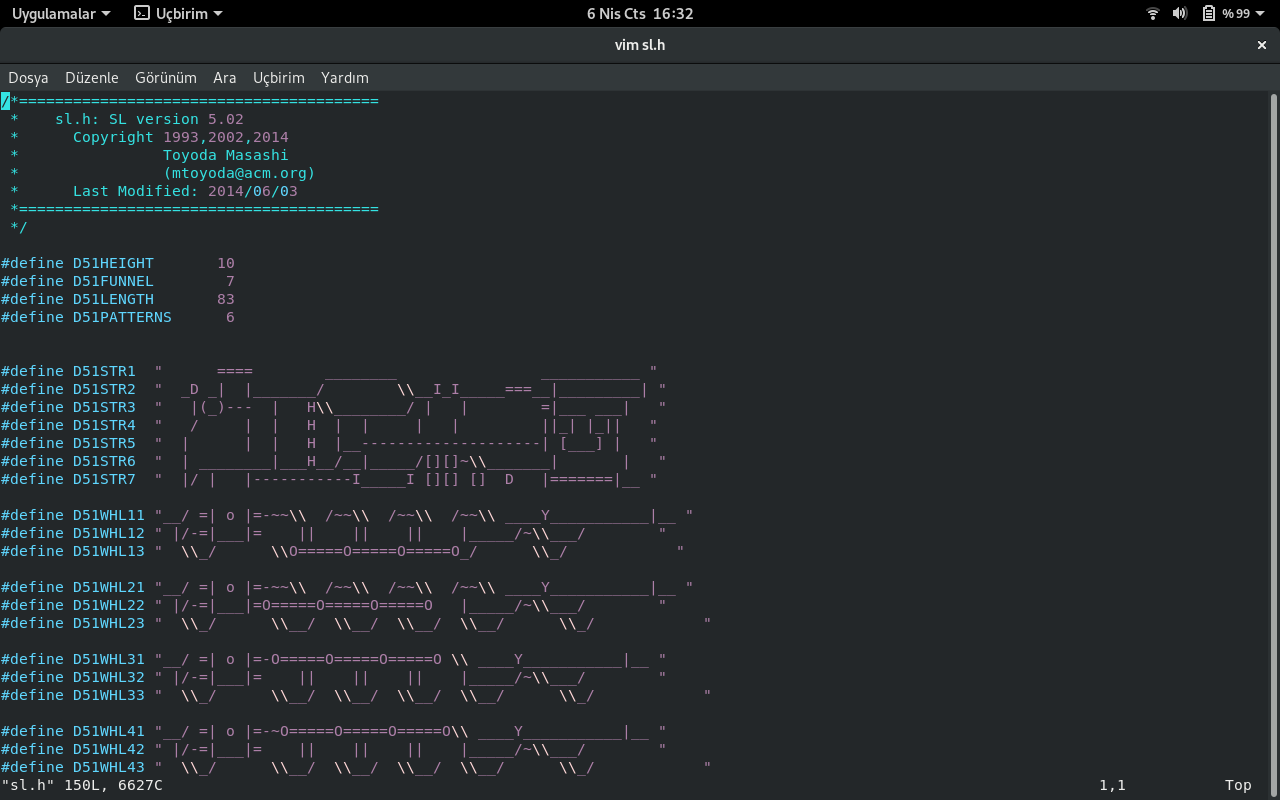 Uygulamalar Uçbirim 6 Nis Cts 16:32 %99
vim sl.h ×
Dosya Düzenle Görünüm Ara Uçbirim Yardım
/*========================================
 *    sl.h: SL version 5.02
 *      Copyright 1993,2002,2014
 *                Toyoda Masashi
 *                (mtoyoda@acm.org)
 *      Last Modified: 2014/06/03
 *========================================
 */
#define D51HEIGHT       10
#define D51FUNNEL        7
#define D51LENGTH       83
#define D51PATTERNS      6
#define D51STR1  "      ====        ________                ___________ "
#define D51STR2  "  _D _|  |_______/        \\__I_I_____===__|_________| "
#define D51STR3  "   |(_)---  |   H\\________/ |   |        =|___ ___|   "
#define D51STR4  "   /     |  |   H  |  |     |   |         ||_| |_||   "
#define D51STR5  "  |      |  |   H  |__--------------------| [___] |   "
#define D51STR6  "  | ________|___H__/__|_____/[][]~\\_______|       |   "
#define D51STR7  "  |/ |   |-----------I_____I [][] []  D   |=======|__ "
#define D51WHL11 "__/ =| o |=-~~\\  /~~\\  /~~\\  /~~\\ ____Y___________|__ "
#define D51WHL12 " |/-=|___|=    ||    ||    ||    |_____/~\\___/        "
#define D51WHL13 "  \\_/      \\O=====O=====O=====O_/      \\_/            "
#define D51WHL21 "__/ =| o |=-~~\\  /~~\\  /~~\\  /~~\\ ____Y___________|__ "
#define D51WHL22 " |/-=|___|=O=====O=====O=====O   |_____/~\\___/        "
#define D51WHL23 "  \\_/      \\__/  \\__/  \\__/  \\__/      \\_/            "
#define D51WHL31 "__/ =| o |=-O=====O=====O=====O \\ ____Y___________|__ "
#define D51WHL32 " |/-=|___|=    ||    ||    ||    |_____/~\\___/        "
#define D51WHL33 "  \\_/      \\__/  \\__/  \\__/  \\__/      \\_/            "
#define D51WHL41 "__/ =| o |=-~O=====O=====O=====O\\ ____Y___________|__ "
#define D51WHL42 " |/-=|___|=    ||    ||    ||    |_____/~\\___/        "
#define D51WHL43 "  \\_/      \\__/  \\__/  \\__/  \\__/      \\_/            "
"sl.h" 150L, 6627C 1,1 Top